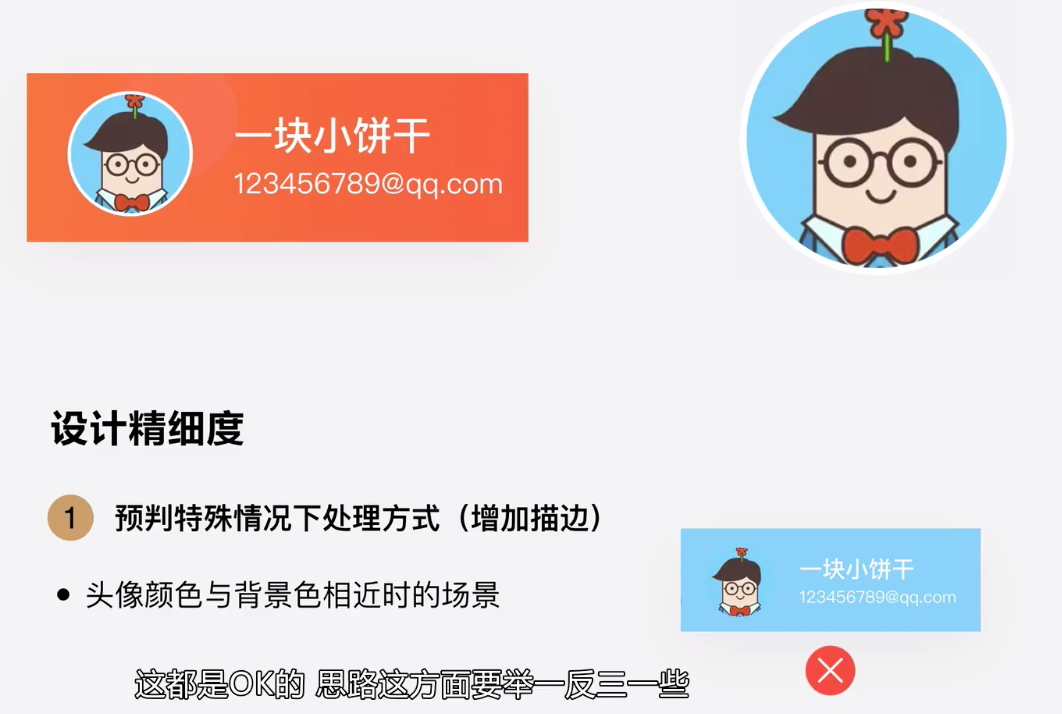 一块小饼干
123456789@qq.com
设计精细度
1 预判特殊情况下处理方式（增加描边）
• 头像颜色与背景色相近时的场景
一块小饼干
123456789@qq.com
这都是OK的 思路这方面要举一反三一些